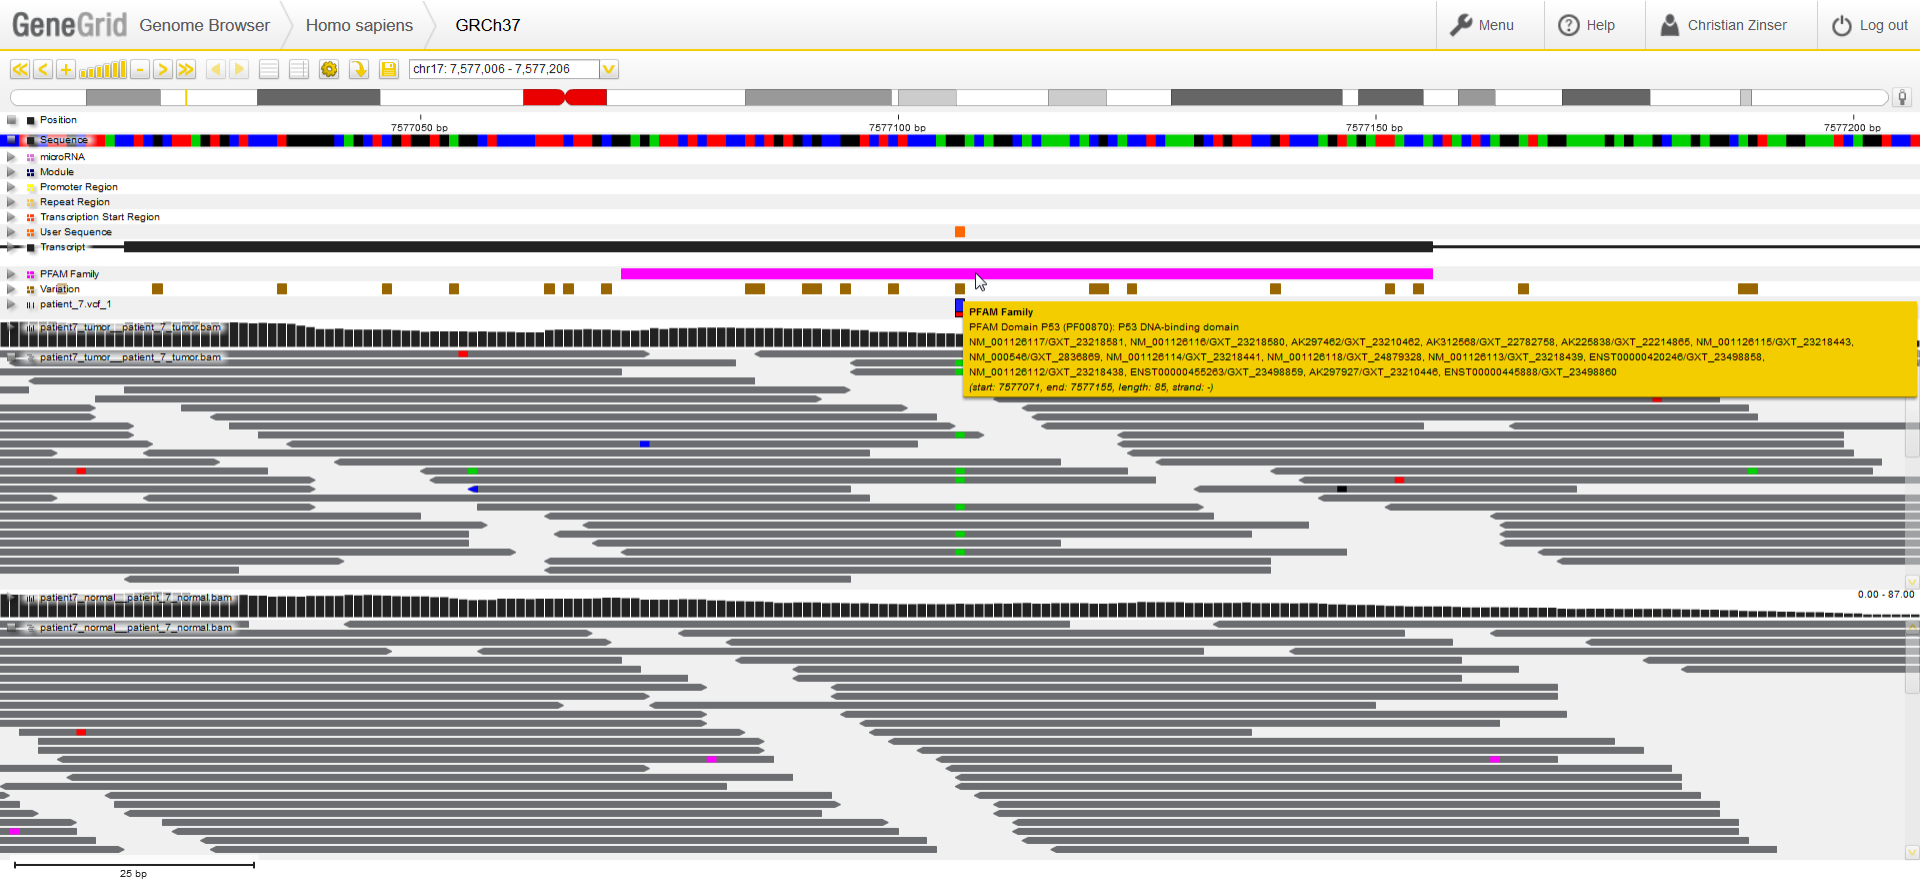 GeneGrid Genome Browser Homo sapiens GRCh37 Menu Help Christian Zinser Log out
chr17: 7,577,006 - 7,577,206
Position
7577050 bp 7577100 bp 7577150 bp 7577200 bp
Sequence
microRNA
Module
Promoter Region
Repeat Region
Transcription Start Region
User Sequence
Transcript
PFAM Family
Variation
patient_7.vcf_1
PFAM Family
patient7_tumor__patient_7_tumor.bam
PFAM Domain P53 (PF00870): P53 DNA-binding domain
NM_001126117/GXT_23218581, NM_001126116/GXT_23218580, AK297462/GXT_23210462, AK312568/GXT_22782758, AK225838/GXT_22214865, NM_001126115/GXT_23218443,
patient7_tumor__patient_7_tumor.bam
NM_000546/GXT_2836869, NM_001126114/GXT_23218441, NM_001126118/GXT_24879328, NM_001126113/GXT_23218439, ENST00000420246/GXT_23498858,
NM_001126112/GXT_23218438, ENST00000455263/GXT_23498859, AK297927/GXT_23210446, ENST00000445888/GXT_23498860
(start: 7577071, end: 7577155, length: 85, strand: -)
patient7_normal__patient_7_normal.bam
0.00 - 87.00
patient7_normal__patient_7_normal.bam
25 bp